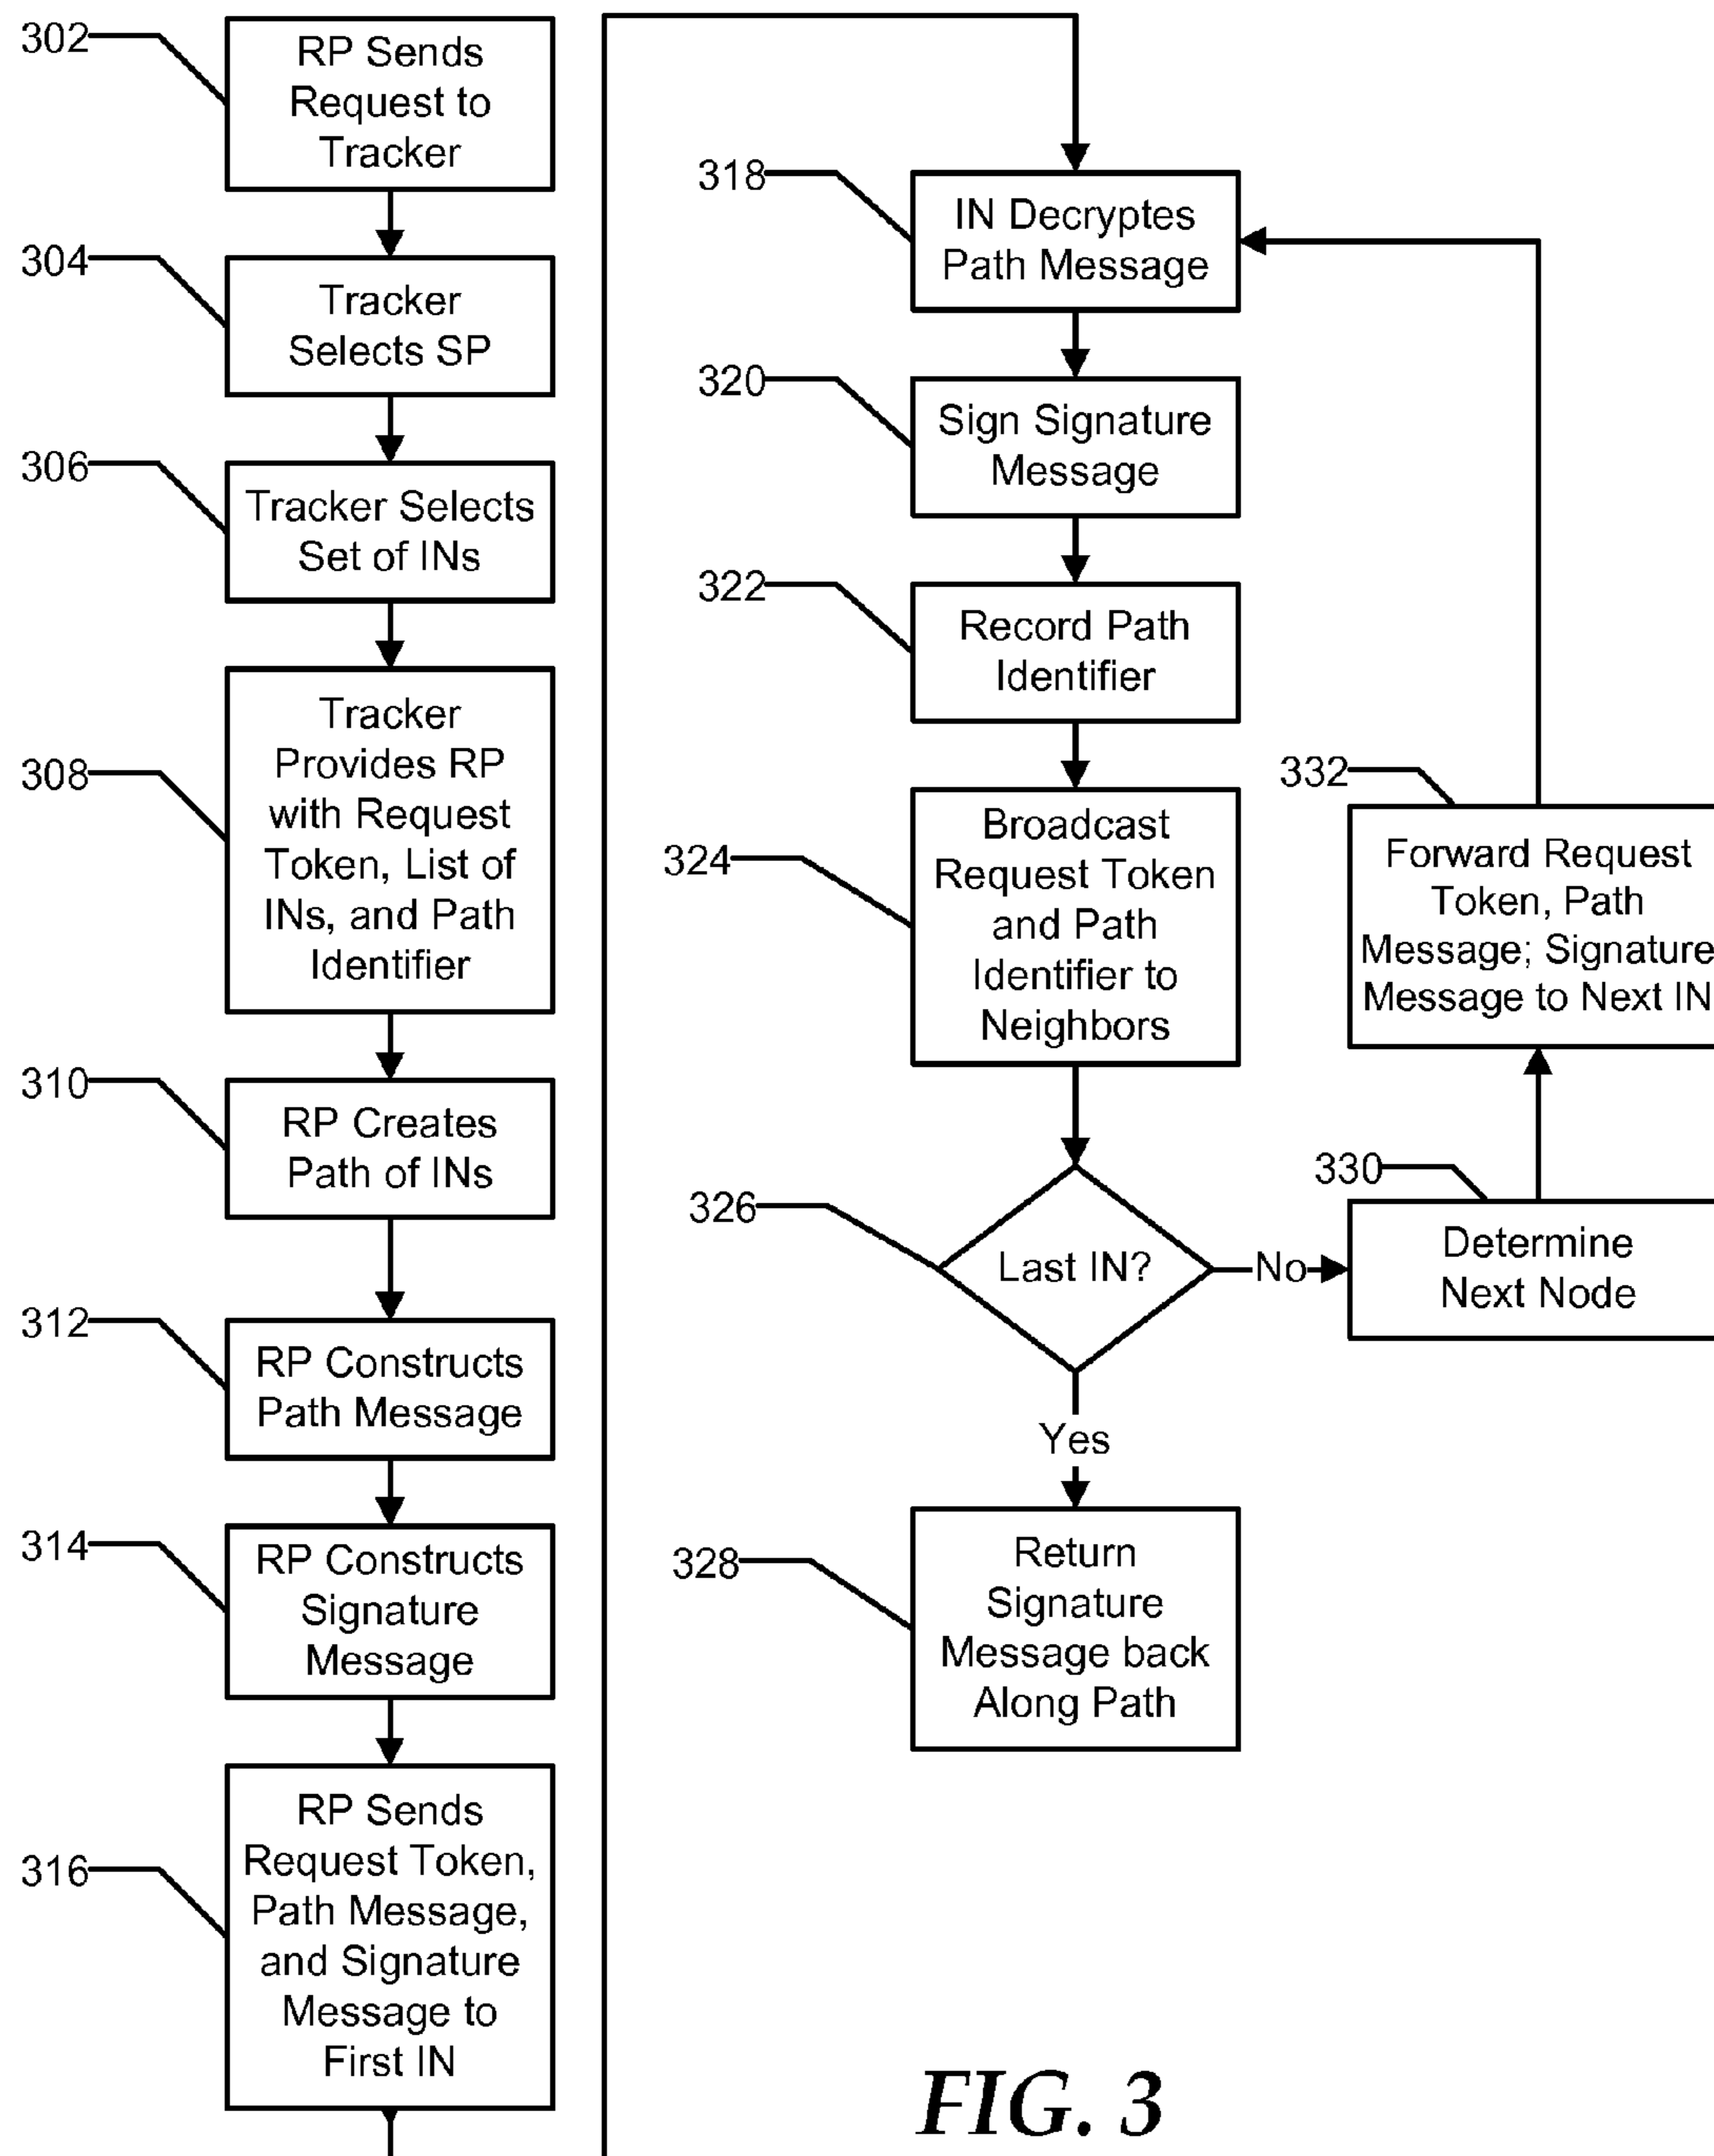 302
RP Sends
Request to
Tracker
304
Tracker
Selects SP
306
Tracker Selects
Set of INs
308
Tracker
Provides RP
with Request
Token, List of
INs, and Path
Identifier
310
RP Creates
Path of INs
312
RP Constructs
Path Message
314
RP Constructs
Signature
Message
316
RP Sends
Request Token,
Path Message,
and Signature
Message to
First IN
318
IN Decryptes
Path Message
320
Sign Signature
Message
322
Record Path
Identifier
324
Broadcast
Request Token
and Path
Identifier to
Neighbors
326
Last IN?
No
Yes
328
Return
Signature
Message back
Along Path
330
Determine
Next Node
332
Forward Request
Token, Path
Message; Signature
Message to Next IN
FIG. 3